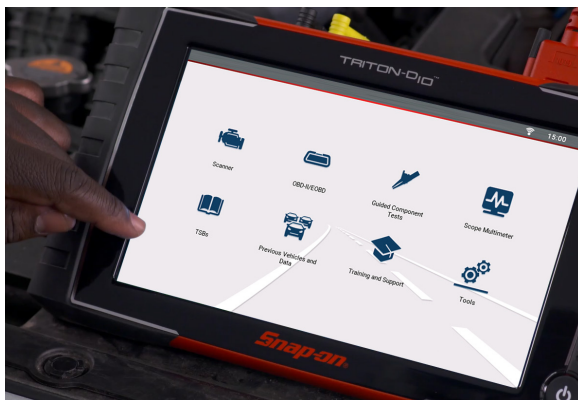 TRITON-D10™
15:00
Scanner
OBD-II/EOBD
Guided Component
Tests
Scope Multimeter
TSBs
Previous Vehicles and
Data
Training and Support
Tools
Snap-on®